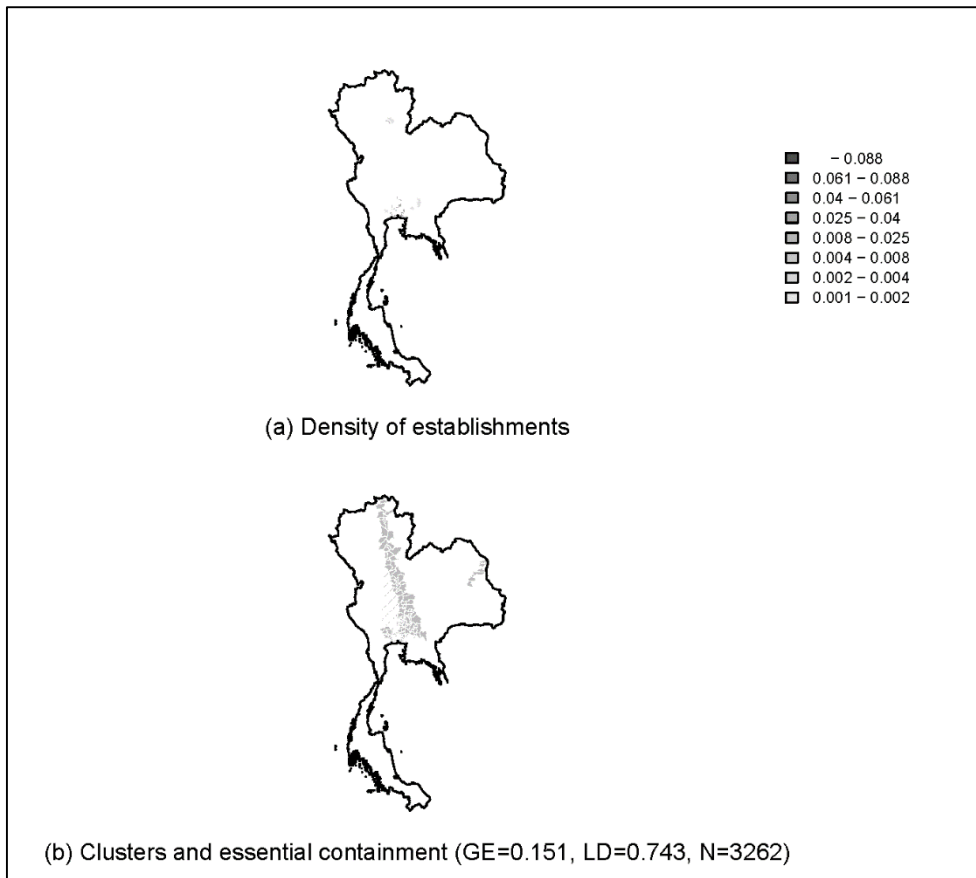 − 0.088
0.061 − 0.088
0.04 − 0.061
0.025 − 0.04
0.008 − 0.025
0.004 − 0.008
0.002 − 0.004
0.001 − 0.002
(a) Density of establishments
(b) Clusters and essential containment (GE=0.151, LD=0.743, N=3262)